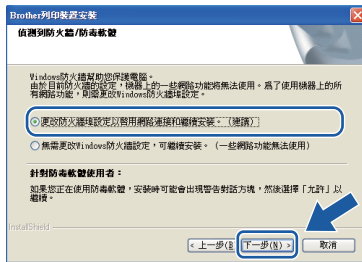 Brother列印裝置安裝
偵測到防火牆/防毒軟體
Windows防火牆幫助您保護電腦。
由於目前防火牆的設定，機器上的一些網路功能將無法使用。爲了使用機器上的所
有網路功能，則需更改Windows防火牆埠設定。
更改防火牆埠設定以啓用網路連接和繼續安裝。（建議）
無需更改Windows防火牆設定，可繼續安裝。（一些網路功能無法使用）
針對防毒軟體使用者：
如果您正在使用防毒軟體，安裝時可能會出現警告對話方塊，然後選擇「允許」以
繼續。
InstallShield
< 上一步(B 下一步(N) > 取消